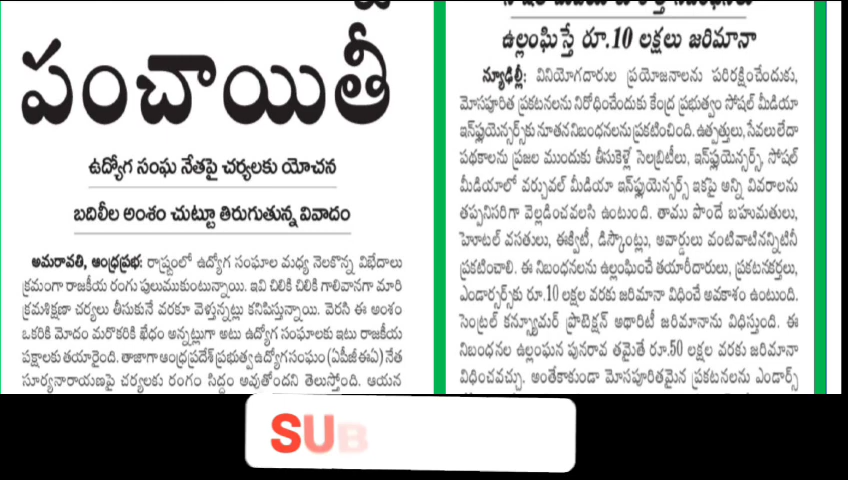 పంచాయితీ
ఉద్యోగ సంఘ నేతపై చర్యలకు యోచన
బదిలీల అంశం చుట్టూ తిరుగుతున్న వివాదం
అమరావతి, ఆంధ్రప్రభ: రాష్ట్రంలో ఉద్యోగ సంఘాల మధ్య నెలకొన్న విభేదాలు
క్రమంగా రాజకీయ రంగు పులుముకుంటున్నాయి. ఇవి చిలికి చిలికి గాలివానగా మారి
క్రమశిక్షణా చర్యలు తీసుకునే వరకూ వెళ్తున్నట్లు కనిపిస్తున్నాయి. వెరసి ఈ అంశం
ఒకరికి మోదం మరొకరికి ఖేధం అన్నట్లుగా అటు ఉద్యోగ సంఘాలకు ఇటు రాజకీయ
పక్షాలకు తయారైంది. తాజాగా ఆంధ్రప్రదేశ్ ప్రభుత్వ ఉద్యోగసంఘం (ఏపీజీఈఏ) నేత
సూర్యనారాయణపై చర్యలకు రంగం సిద్ధం అవుతోందని తెలుస్తోంది. ఆయన
ఉల్లంఘిస్తే రూ.10 లక్షలు జరిమానా
న్యూఢిల్లీ: వినియోగదారుల ప్రయోజనాలను పరిరక్షించేందుకు,
మోసపూరిత ప్రకటనలను నిరోధించేందుకు కేంద్ర ప్రభుత్వం సోషల్ మీడియా
ఇన్‌ఫ్లుయెన్సర్స్‌కు నూతన నిబంధనలను ప్రకటించింది. ఉత్పత్తులు, సేవలు లేదా
పథకాలను ప్రజల ముందుకు తీసుకెళ్లే సెలబ్రిటీలు, ఇన్‌ఫ్లుయెన్సర్స్, సోషల్
మీడియాలో వర్చువల్ మీడియా ఇన్‌ఫ్లుయెన్సర్స్ ఇకపై అన్ని వివరాలను
తప్పనిసరిగా వెల్లడించవలసి ఉంటుంది. తాము పొందే బహుమతులు,
హెూటల్ వసతులు, ఈక్విటీ, డిస్కౌంట్లు, అవార్డులు వంటివాటినన్నిటినీ
ప్రకటించాలి. ఈ నిబంధనలను ఉల్లంఘించే తయారీదారులు, ప్రకటనకర్తలు,
ఎండార్సర్స్‌కు రూ.10 లక్షల వరకు జరిమానా విధించే అవకాశం ఉంటుంది.
సెంట్రల్ కన్స్యూమర్ ప్రొటెక్షన్ అథారిటీ జరిమానాను విధిస్తుంది. ఈ
నిబంధనల ఉల్లంఘన పునరావ తమైతే రూ.50 లక్షల వరకు జరిమానా
విధించవచ్చు. అంతేకాకుండా మోసపూరితమైన ప్రకటనలను ఎండార్స్
SUB